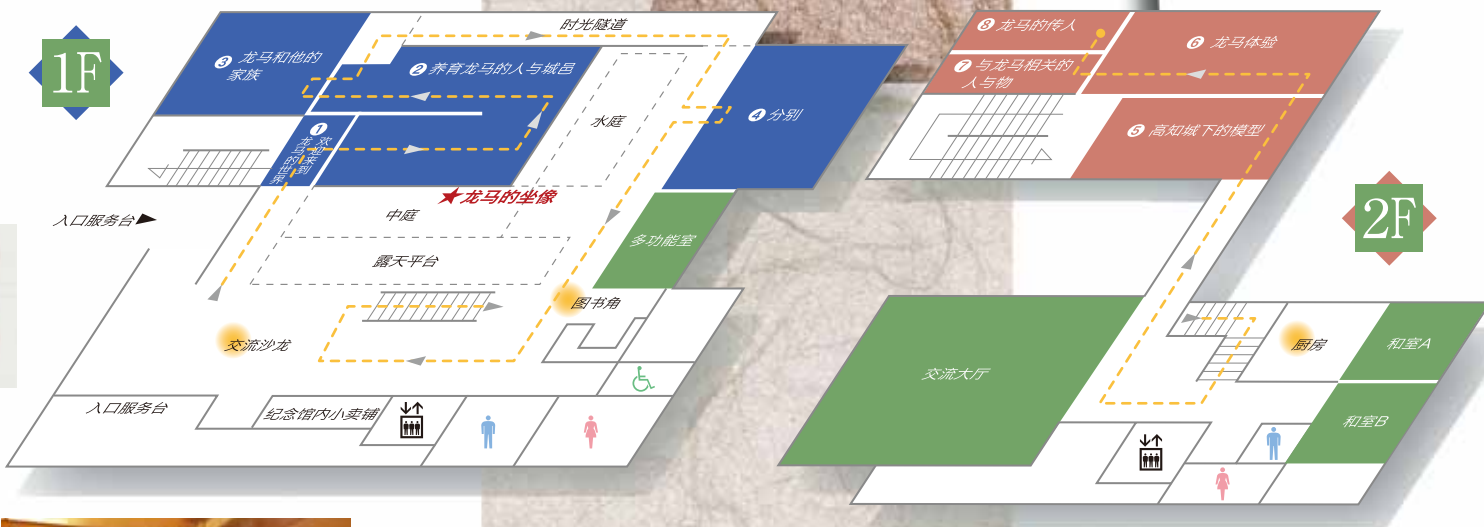 1F
时光隧道
❸ 龙马和他的
家族
❷ 养育龙马的人与城邑
❶
欢迎来到
龙马的世界
水庭
❹ 分别
★龙马的坐像
入口服务台▶
中庭
多功能室
露天平台
图书角
交流沙龙
入口服务台
纪念馆内小卖铺
2F
❽ 龙马的传人
❻ 龙马体验
❼ 与龙马相关的
人与物
❺ 高知城下的模型
厨房
和室A
交流大厅
和室B